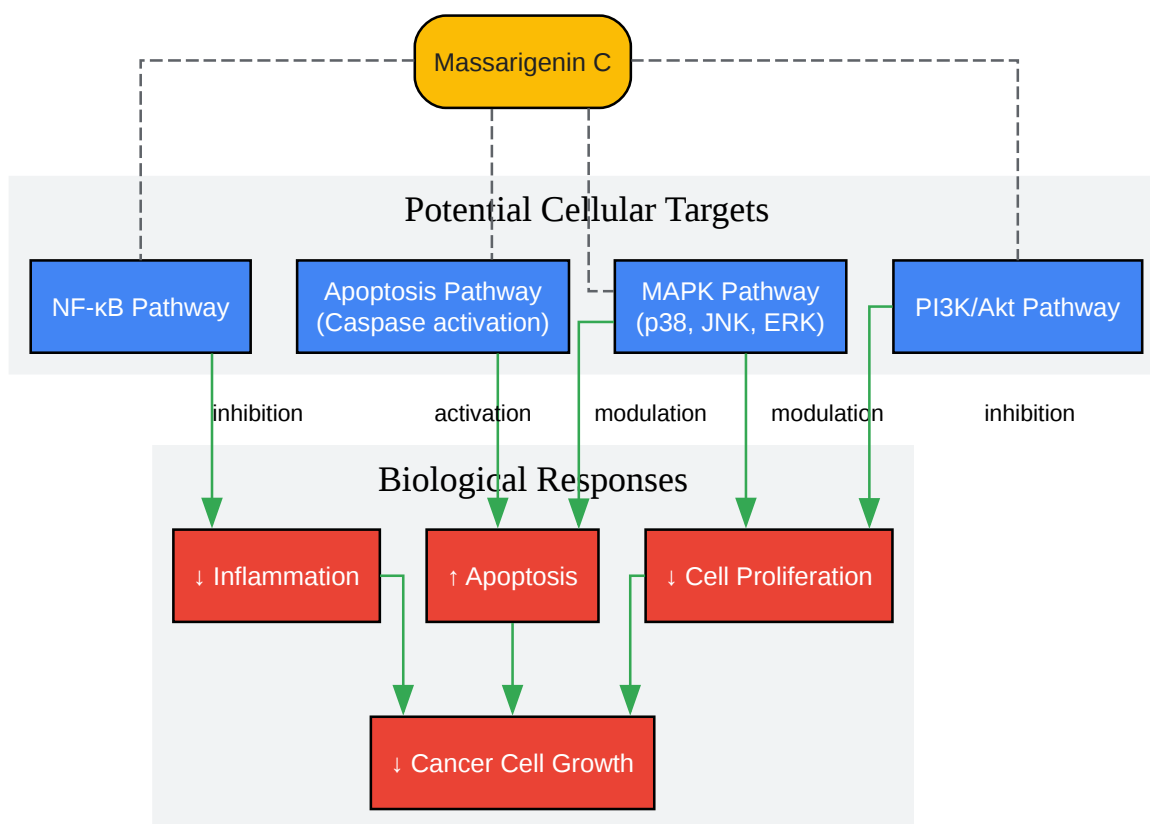 Massarigenin C
Potential Cellular Targets
NF-κB Pathway
Apoptosis Pathway
(Caspase activation)
MAPK Pathway
(p38, JNK, ERK)
PI3K/Akt Pathway
inhibition
activation
modulation
modulation
inhibition
Biological Responses
↓ Inflammation
↑ Apoptosis
↓ Cell Proliferation
↓ Cancer Cell Growth